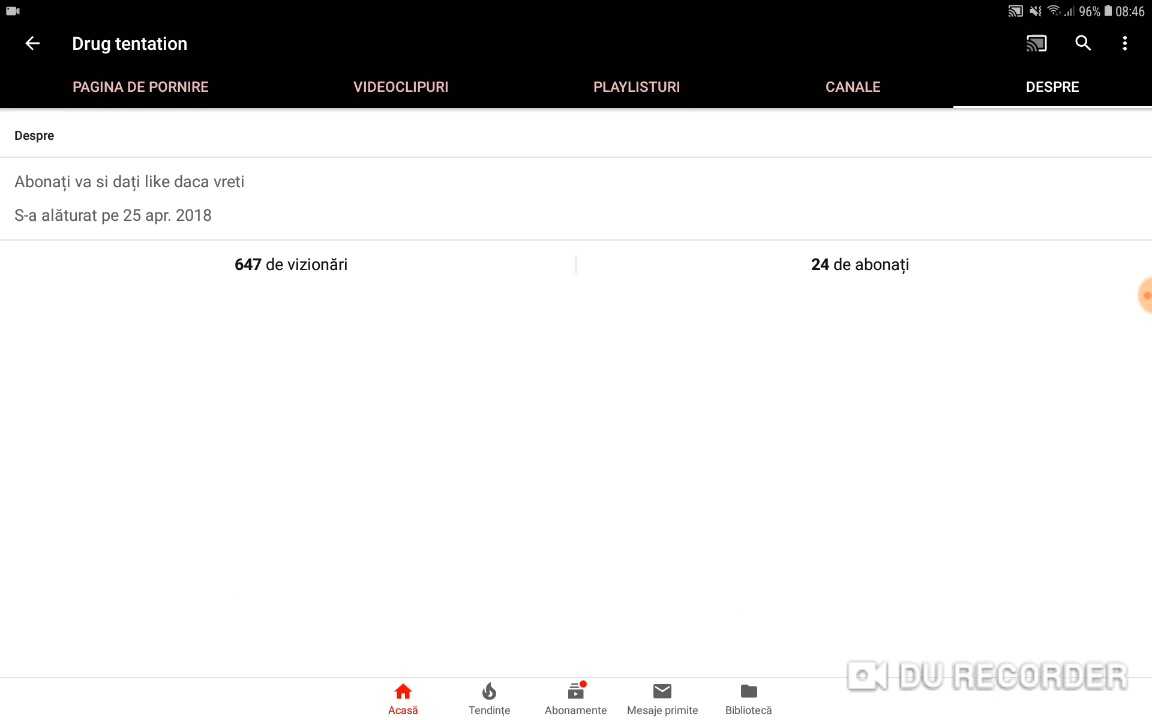 96% 08:46
Drug tentation
PAGINA DE PORNIRE VIDEOCLIPURI PLAYLISTURI CANALE DESPRE
Despre
Abonați va si dați like daca vreti
S-a alăturat pe 25 apr. 2018
647 de vizionări 24 de abonați
DU RECORDER
Acasă Tendințe Abonamente Mesaje primite Bibliotecă